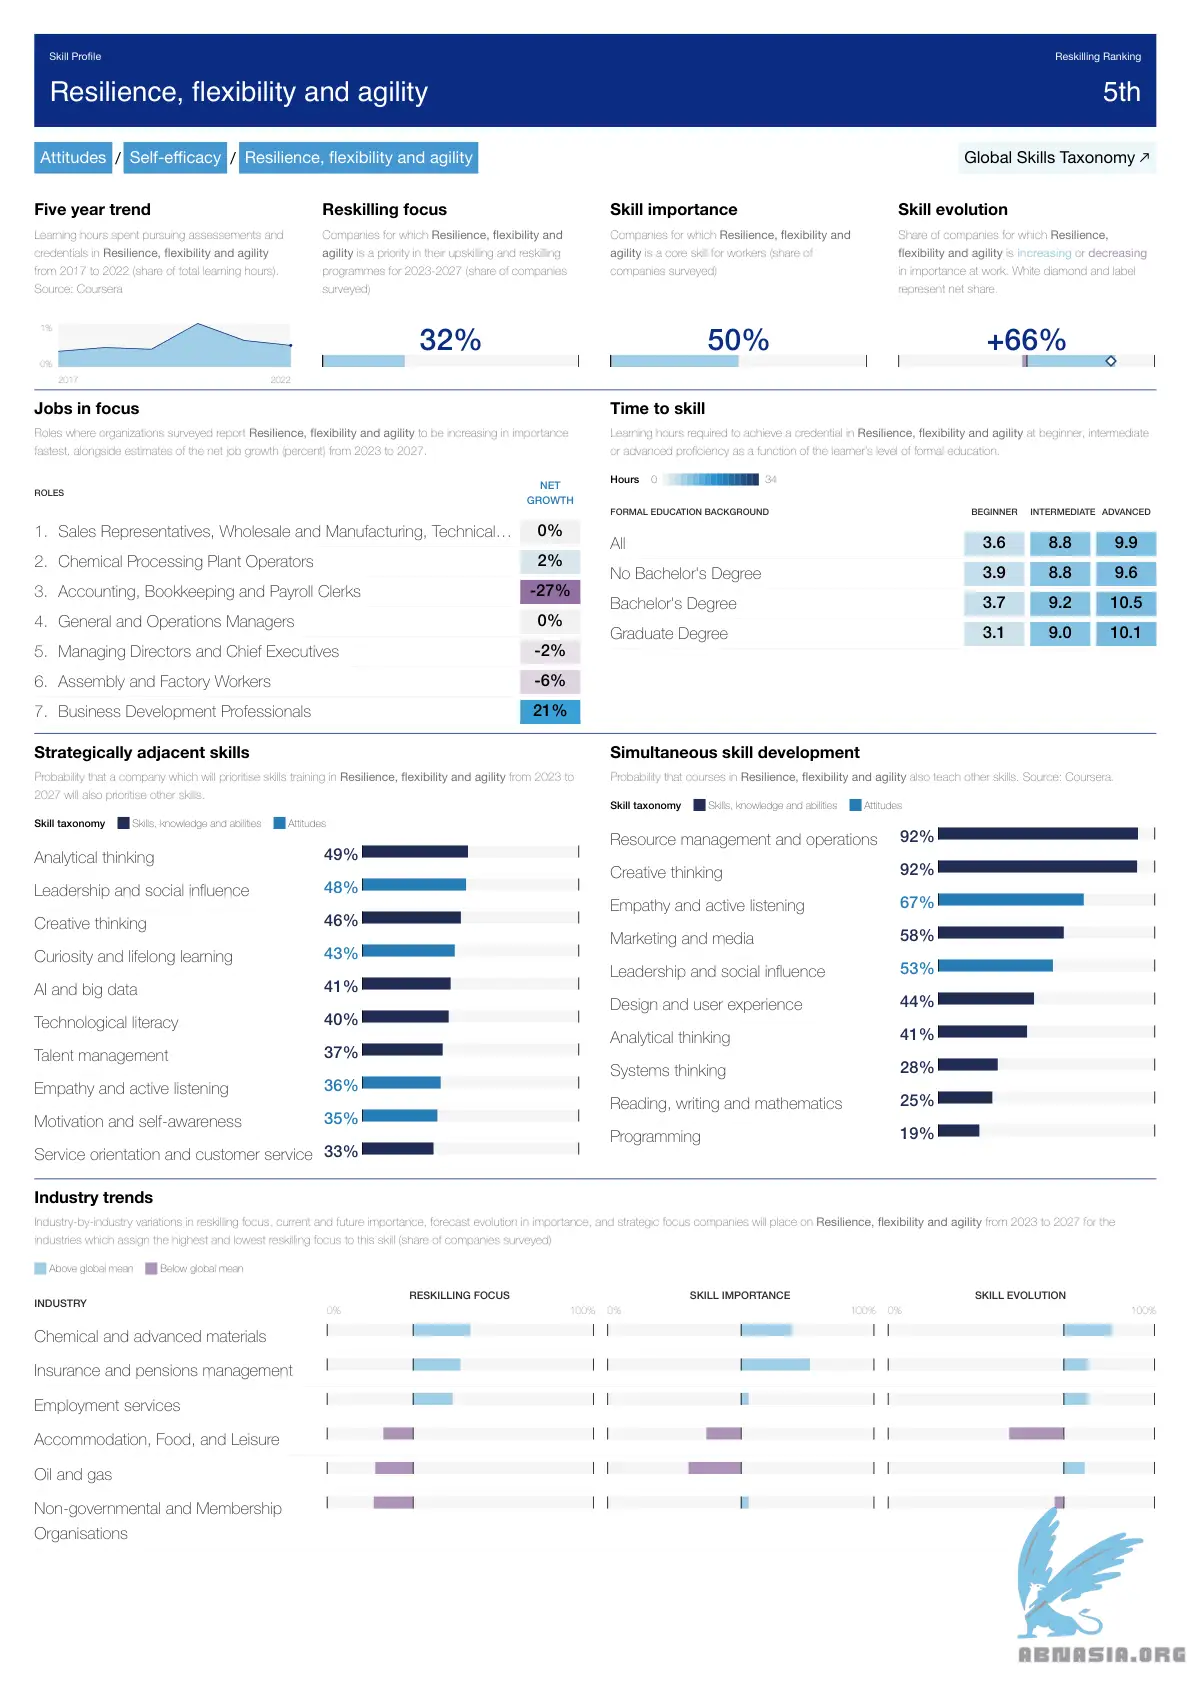 Skill Profile
Reskilling Ranking
Resilience, flexibility and agility
5th
Attitudes / Self-efficacy / Resilience, flexibility and agility
Global Skills Taxonomy ↗
Five year trend
Learning hours spent pursuing assessements and
credentials in Resilience, flexibility and agility
from 2017 to 2022 (share of total learning hours).
Source: Coursera
1%
0%
2017
2022
Reskilling focus
Companies for which Resilience, flexibility and
agility is a priority in their upskilling and reskilling
programmes for 2023-2027 (share of companies
surveyed)
32%
Skill importance
Companies for which Resilience, flexibility and
agility is a core skill for workers (share of
companies surveyed)
50%
Skill evolution
Share of companies for which Resilience,
flexibility and agility is increasing or decreasing
in importance at work. White diamond and label
represent net share.
+66%
Jobs in focus
Roles where organizations surveyed report Resilience, flexibility and agility to be increasing in importance
fastest, alongside estimates of the net job growth (percent) from 2023 to 2027.
ROLES
NET
GROWTH
1. Sales Representatives, Wholesale and Manufacturing, Technical… 0%
2. Chemical Processing Plant Operators 2%
3. Accounting, Bookkeeping and Payroll Clerks -27%
4. General and Operations Managers 0%
5. Managing Directors and Chief Executives -2%
6. Assembly and Factory Workers -6%
7. Business Development Professionals 21%
Time to skill
Learning hours required to achieve a credential in Resilience, flexibility and agility at beginner, intermediate
or advanced proficiency as a function of the learner's level of formal education.
Hours 0 34
FORMAL EDUCATION BACKGROUND BEGINNER INTERMEDIATE ADVANCED
All 3.6 8.8 9.9
No Bachelor's Degree 3.9 8.8 9.6
Bachelor's Degree 3.7 9.2 10.5
Graduate Degree 3.1 9.0 10.1
Strategically adjacent skills
Probability that a company which will prioritise skills training in Resilience, flexibility and agility from 2023 to
2027 will also prioritise other skills.
Skill taxonomy Skills, knowledge and abilities Attitudes
Analytical thinking 49%
Leadership and social influence 48%
Creative thinking 46%
Curiosity and lifelong learning 43%
AI and big data 41%
Technological literacy 40%
Talent management 37%
Empathy and active listening 36%
Motivation and self-awareness 35%
Service orientation and customer service 33%
Simultaneous skill development
Probability that courses in Resilience, flexibility and agility also teach other skills. Source: Coursera.
Skill taxonomy Skills, knowledge and abilities Attitudes
Resource management and operations 92%
Creative thinking 92%
Empathy and active listening 67%
Marketing and media 58%
Leadership and social influence 53%
Design and user experience 44%
Analytical thinking 41%
Systems thinking 28%
Reading, writing and mathematics 25%
Programming 19%
Industry trends
Industry-by-industry variations in reskilling focus, current and future importance, forecast evolution in importance, and strategic focus companies will place on Resilience, flexibility and agility from 2023 to 2027 for the
industries which assign the highest and lowest reskilling focus to this skill (share of companies surveyed)
Above global mean Below global mean
INDUSTRY
RESKILLING FOCUS SKILL IMPORTANCE SKILL EVOLUTION
0% 100% 0% 100% 0% 100%
Chemical and advanced materials
Insurance and pensions management
Employment services
Accommodation, Food, and Leisure
Oil and gas
Non-governmental and Membership
Organisations
ABNASIA.ORG